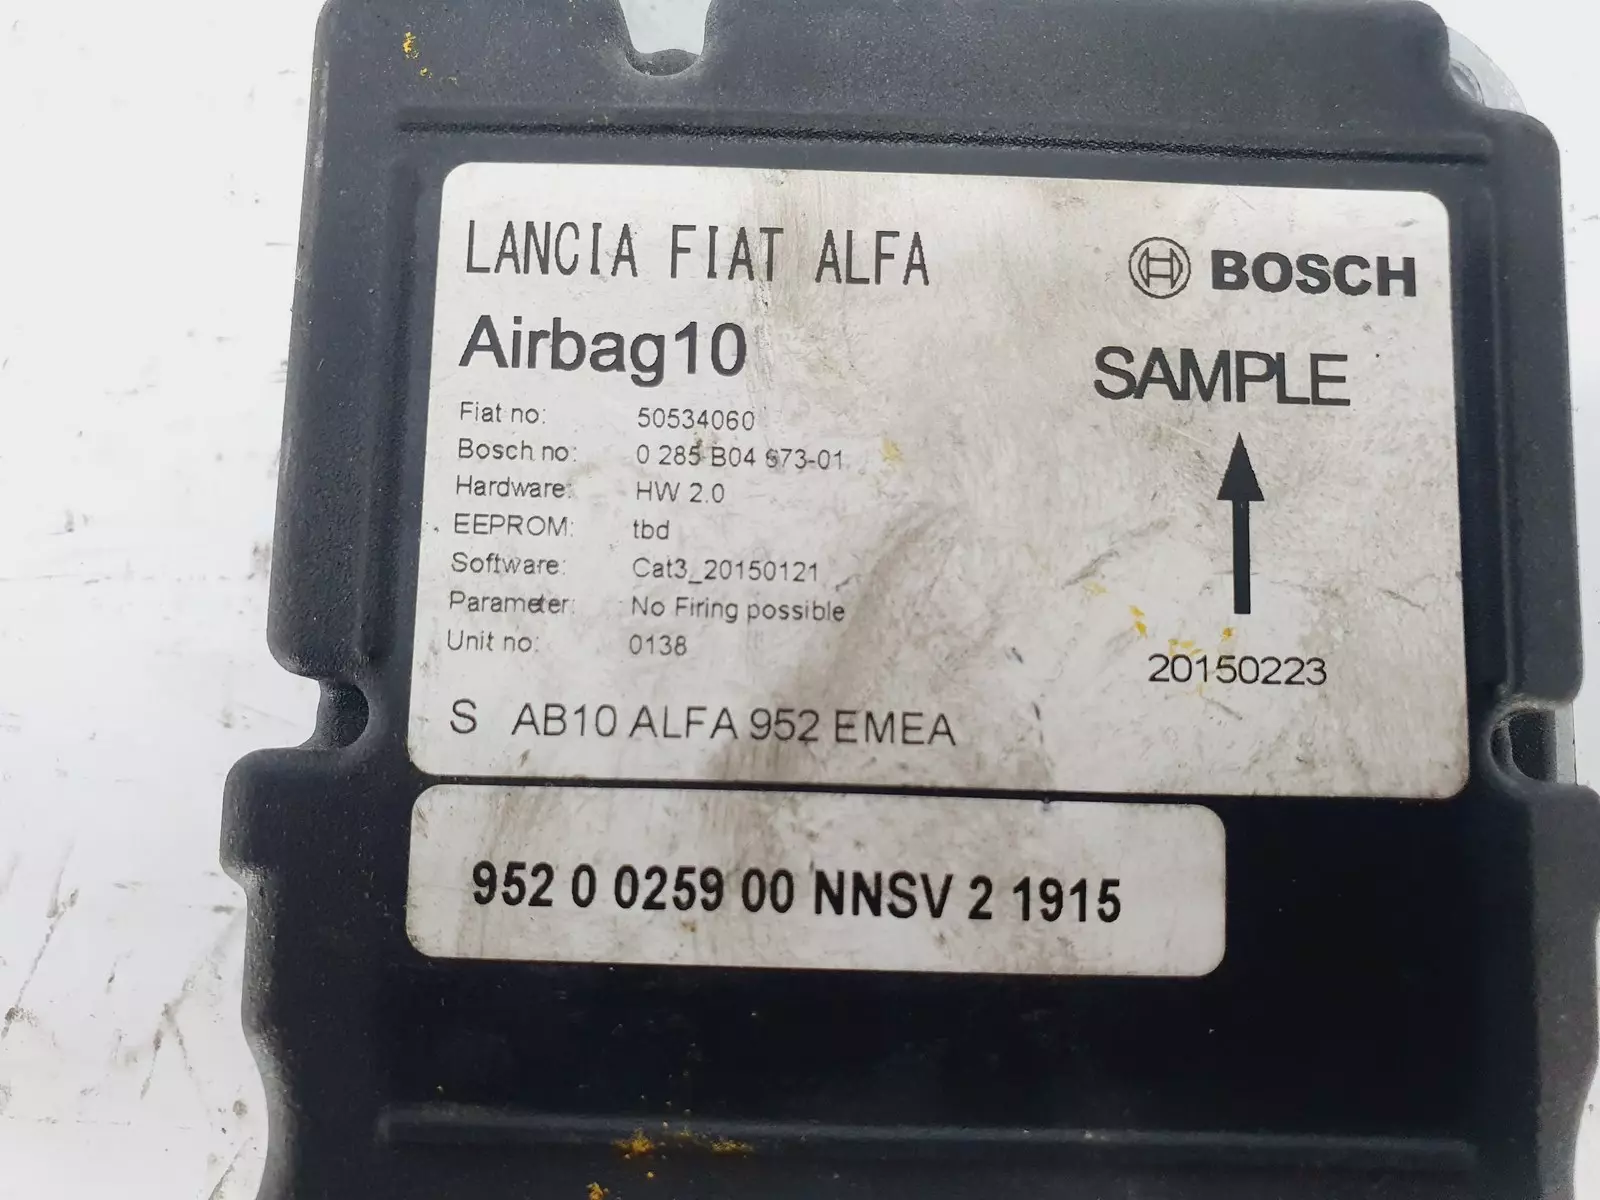 LANCIA FIAT ALFA
BOSCH
Airbag10
SAMPLE
Fiat no: 50534060
Bosch no: 0 285 B04 673-01
Hardware: HW 2.0
EEPROM: tbd
Software: Cat3_20150121
Parameter: No Firing possible
Unit no: 0138
20150223
S AB10 ALFA 952 EMEA
952 0 0259 00 NNSV 2 1915